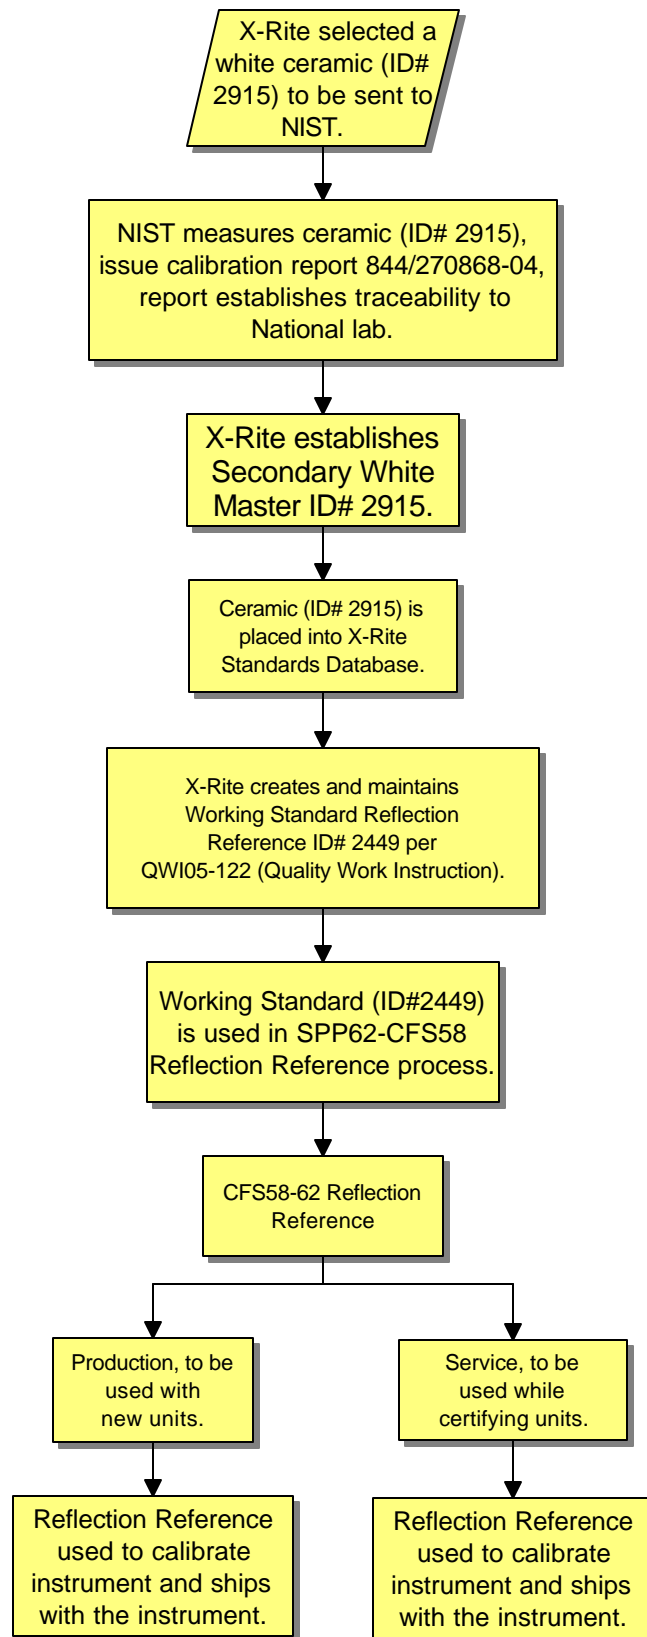 X-Rite selected a
white ceramic (ID#
2915) to be sent to
NIST.
NIST measures ceramic (ID# 2915),
issue calibration report 844/270868-04,
report establishes traceability to
National lab.
X-Rite establishes
Secondary White
Master ID# 2915.
Ceramic (ID# 2915) is
placed into X-Rite
Standards Database.
X-Rite creates and maintains
Working Standard Reflection
Reference ID# 2449 per
QWI05-122 (Quality Work Instruction).
Working Standard (ID#2449)
is used in SPP62-CFS58
Reflection Reference process.
CFS58-62 Reflection
Reference
Production, to be
used with
new units.
Service, to be
used while
certifying units.
Reflection Reference
used to calibrate
instrument and ships
with the instrument.
Reflection Reference
used to calibrate
instrument and ships
with the instrument.